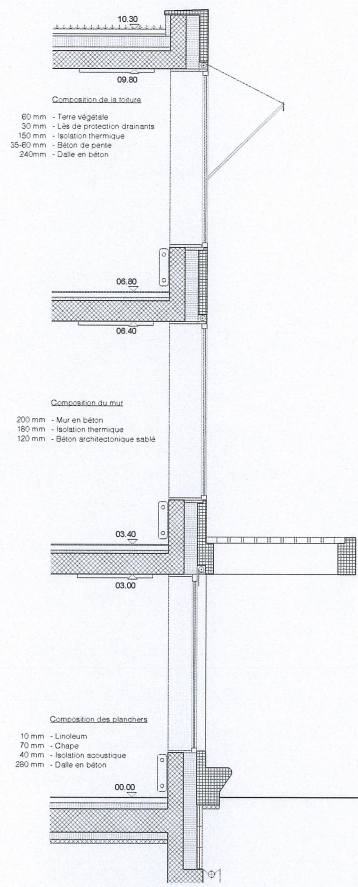 10.30
09.80
Composition de la toiture
60 mm - Terre végétale
30 mm - Lès de protection drainants
150 mm - Isolation thermique
35-60 mm - Béton de pente
240mm - Dalle en béton
06.80
06.40
Composition du mur
200 mm - Mur en béton
180 mm - Isolation thermique
120 mm - Béton architectonique sablé
03.40
03.00
Composition des planchers
10 mm - Linoleum
70 mm - Chape
40 mm - Isolation acoustique
280 mm - Dalle en béton
00.00